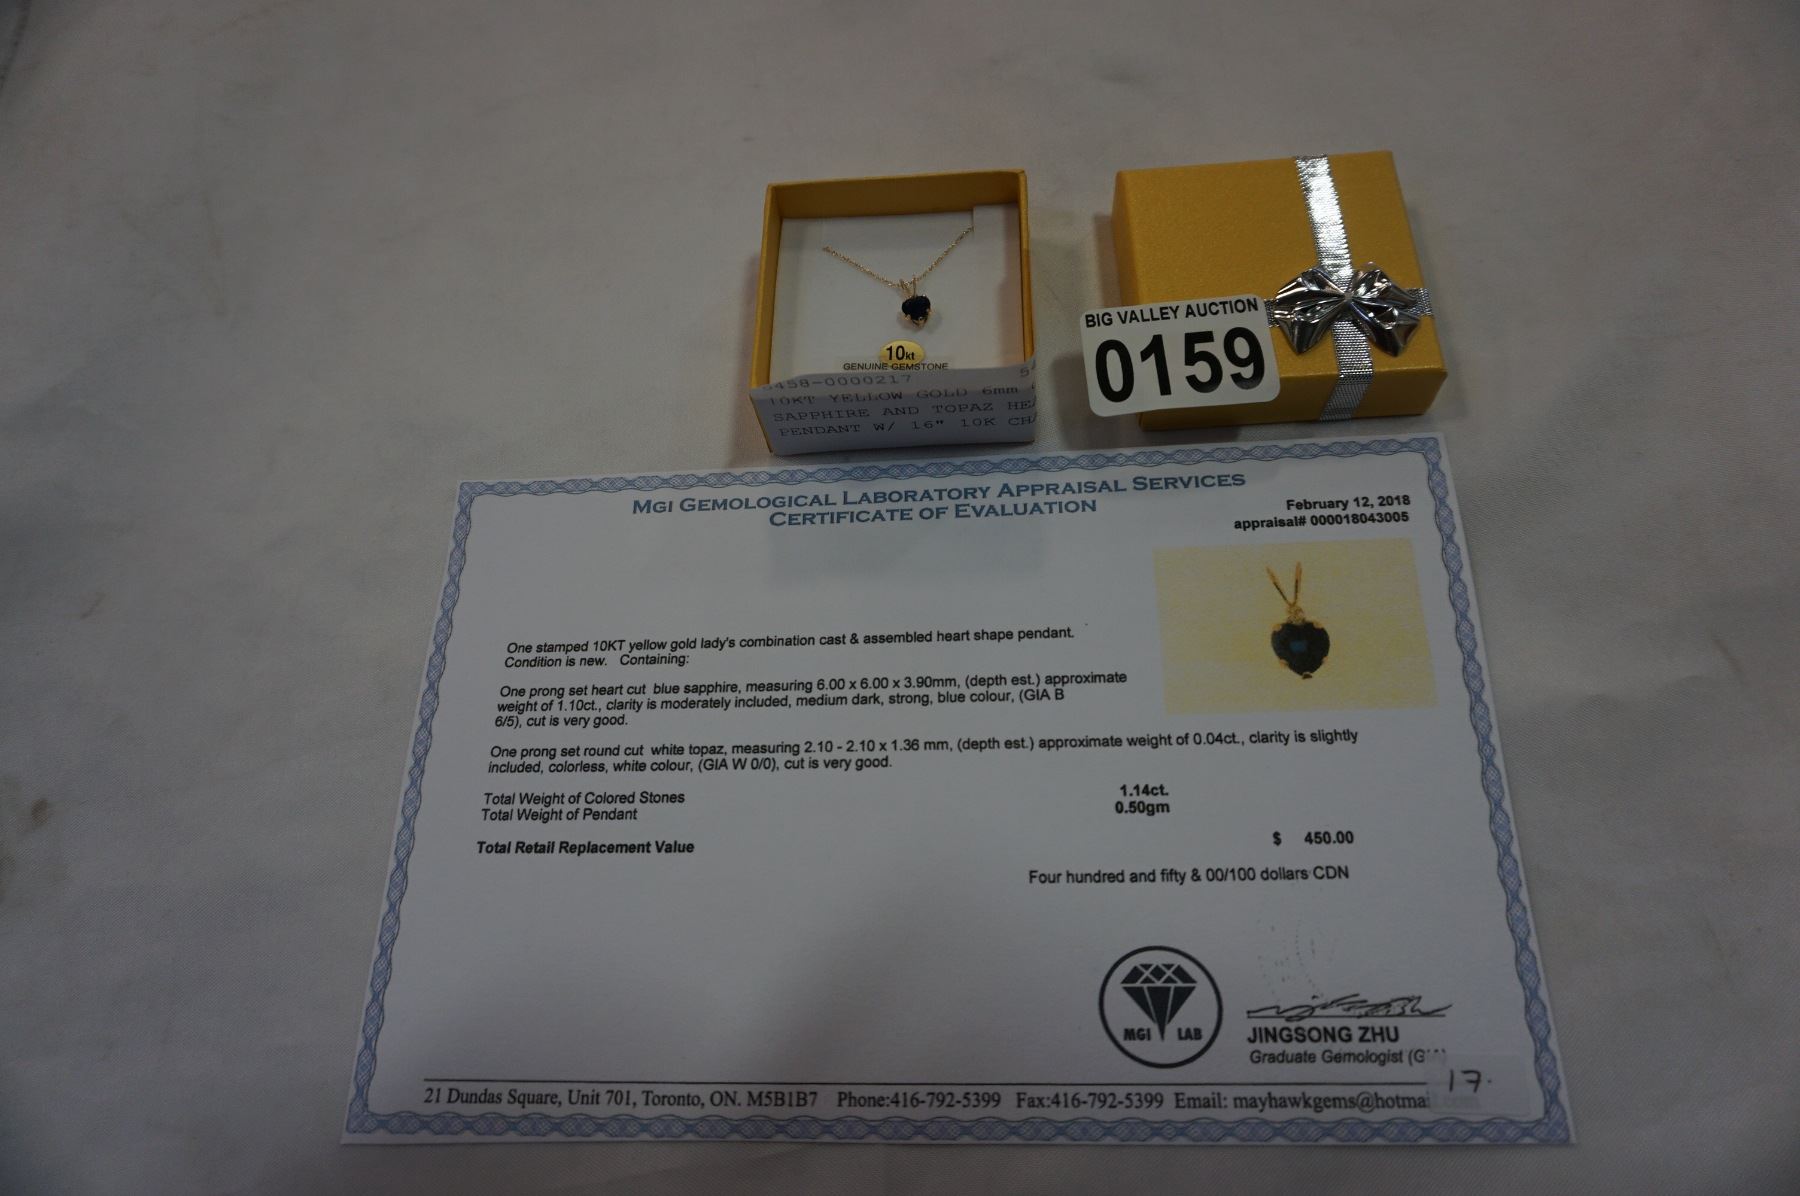 10kt
GENUINE GEMSTONE
458-0000217
10KT YELLOW GOLD 6mm
SAPPHIRE AND TOPAZ
PENDANT W/ 16" 10K
BIG VALLEY AUCTION
0159
MGI GEMOLOGICAL LABORATORY APPRAISAL SERVICES
CERTIFICATE OF EVALUATION
February 12, 2018
appraisal# 000018043005
One stamped 10KT yellow gold lady's combination cast & assembled heart shape pendant.
Condition is new. Containing:
One prong set heart cut blue sapphire, measuring 6.00 x 6.00 x 3.90mm, (depth est.) approximate
weight of 1.10ct., clarity is moderately included, medium dark, strong, blue colour, (GIA B
6/5), cut is very good.
One prong set round cut white topaz, measuring 2.10 - 2.10 x 1.36 mm, (depth est.) approximate weight of 0.04ct., clarity is slightly
included, colorless, white colour, (GIA W 0/0), cut is very good.
Total Weight of Colored Stones 1.14ct.
Total Weight of Pendant 0.50gm
Total Retail Replacement Value $ 450.00
Four hundred and fifty & 00/100 dollars CDN
MGI LAB
JINGSONG ZHU
Graduate Gemologist
17.
21 Dundas Square, Unit 701, Toronto, ON. M5B1B7 Phone:416-792-5399 Fax:416-792-5399 Email: mayhawkgems@hotmai